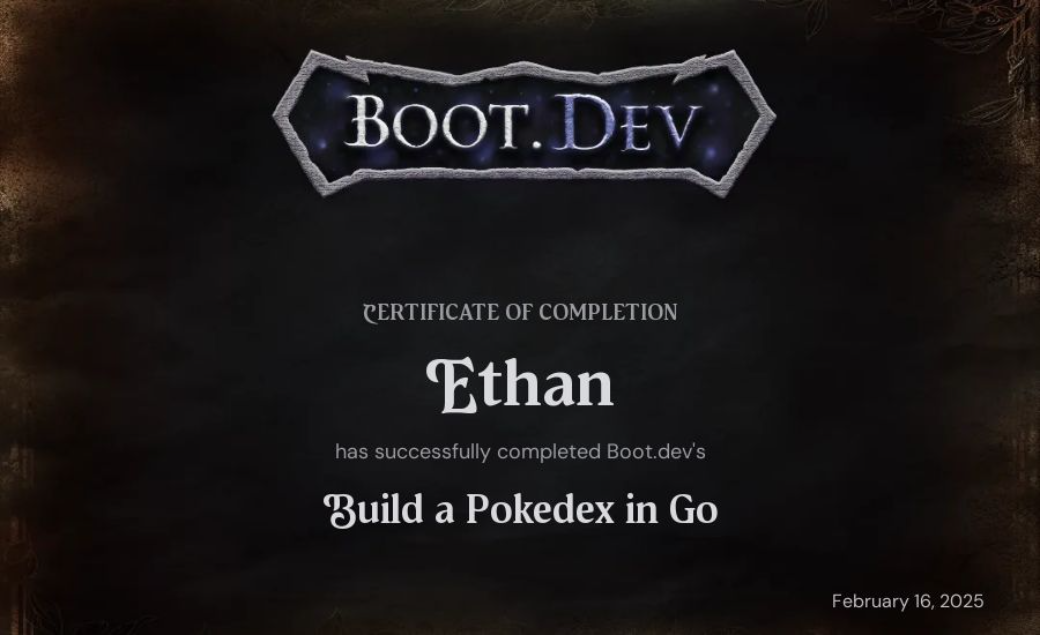 BOOT.DEV
CERTIFICATE OF COMPLETION
Ethan
has successfully completed Boot.dev's
Build a Pokedex in Go
February 16, 2025